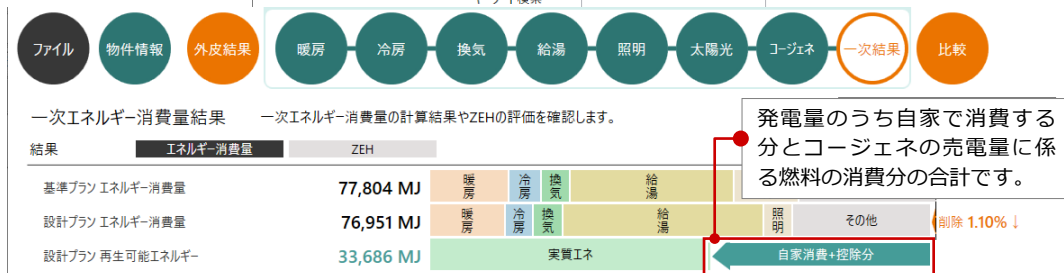 ファイル
物件情報
外皮結果
暖房
冷房
換気
給湯
照明
太陽光
コージェネ
一次結果
比較
一次エネルギー消費量結果 一次エネルギー消費量の計算結果やZEHの評価を確認します。
発電量のうち自家で消費する
分とコージェネの売電量に係
る燃料の消費分の合計です。
結果 エネルギー消費量 ZEH
基準プラン エネルギー消費量 77,804 MJ 暖房 冷房 換気 給湯
設計プラン エネルギー消費量 76,951 MJ 暖房 冷房 換気 給湯 照明 その他 削除 1.10% ↓
設計プラン 再生可能エネルギー 33,686 MJ 実質エネ 自家消費+控除分